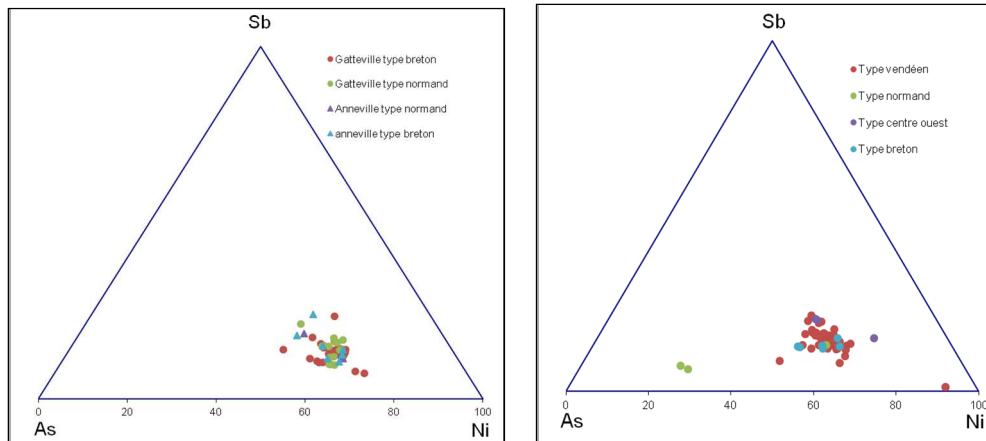 Sb
Gatteville type breton
Gatteville type normand
Anneville type normand
anneville type breton
0 20 40 60 80 100
As Ni
Sb
Type vendéen
Type normand
Type centre ouest
Type breton
0 20 40 60 80 100
As Ni